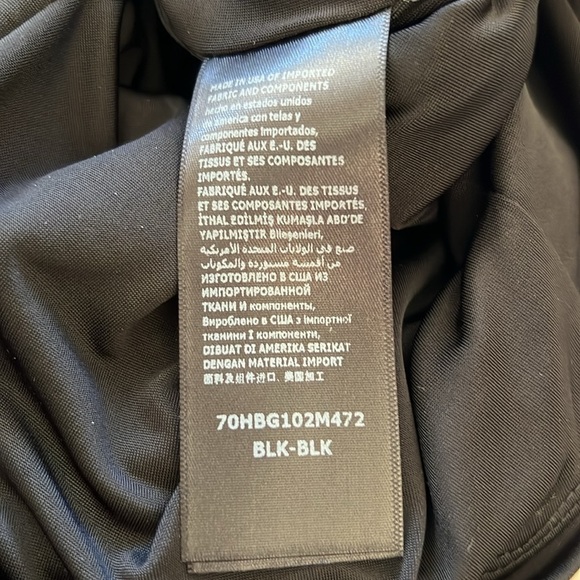 MADE IN USA OF IMPORTED
FABRIC AND COMPONENTS
hecho en estados unidos
de america con telas y
componentes importados,
FABRIQUÉ AUX E.-U. DES
TISSUS ET SES COMPOSANTES
IMPORTÉS.
FABRIQUÉ AUX E.-U. DES TISSUS
ET SES COMPOSANTES IMPORTÉS,
İTHAL EDİLMİŞ KUMAŞLA ABD'DE
YAPILMIŞTIR Bileşenleri,
صنع في الولايات المتحدة الأمريكية
من أقمشة مستوردة والمكونات
ИЗГОТОВЛЕНО В США ИЗ
ИМПОРТИРОВАННОЙ
ТКАНИ И компоненты,
Вироблено в США з імпортної
тканини І компоненти,
DIBUAT DI AMERIKA SERIKAT
DENGAN MATERIAL IMPORT
面料及组件进口、美国加工
70HBG102M472
BLK-BLK